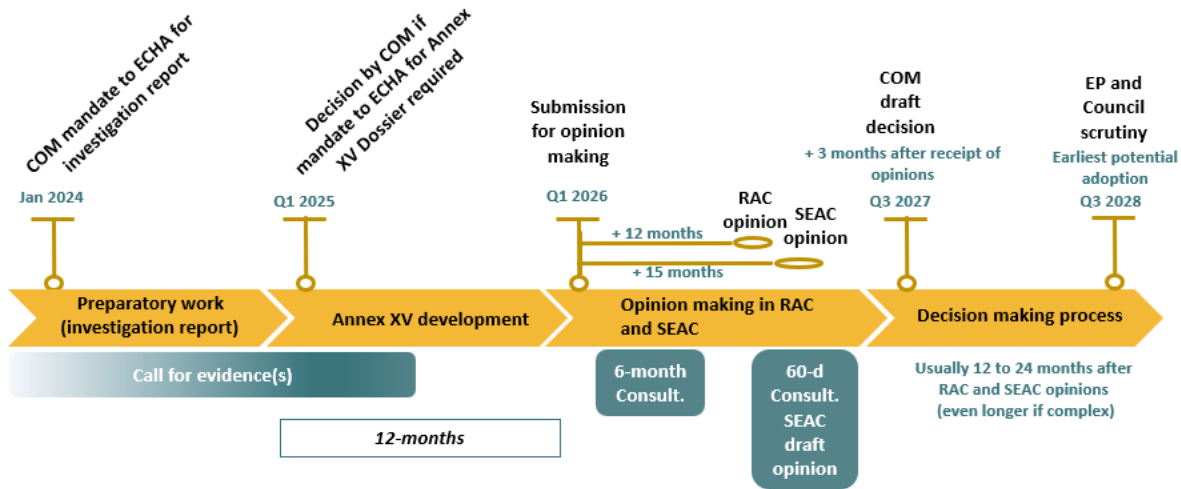 COM mandate to ECHA for
investigation report
Jan 2024
Decision by COM if
mandate to ECHA for Annex
XV Dossier required
Q1 2025
Submission
for opinion
making
Q1 2026
+ 12 months
RAC
opinion
+ 15 months
SEAC
opinion
COM
draft
decision
+ 3 months after receipt of
opinions
Q3 2027
EP and
Council
scrutiny
Earliest potential
adoption
Q3 2028
Preparatory work
(investigation report)
Annex XV development
Opinion making in RAC
and SEAC
Decision making process
Call for evidence(s)
12-months
6-month
Consult.
60-d
Consult.
SEAC
draft
opinion
Usually 12 to 24 months after
RAC and SEAC opinions
(even longer if complex)